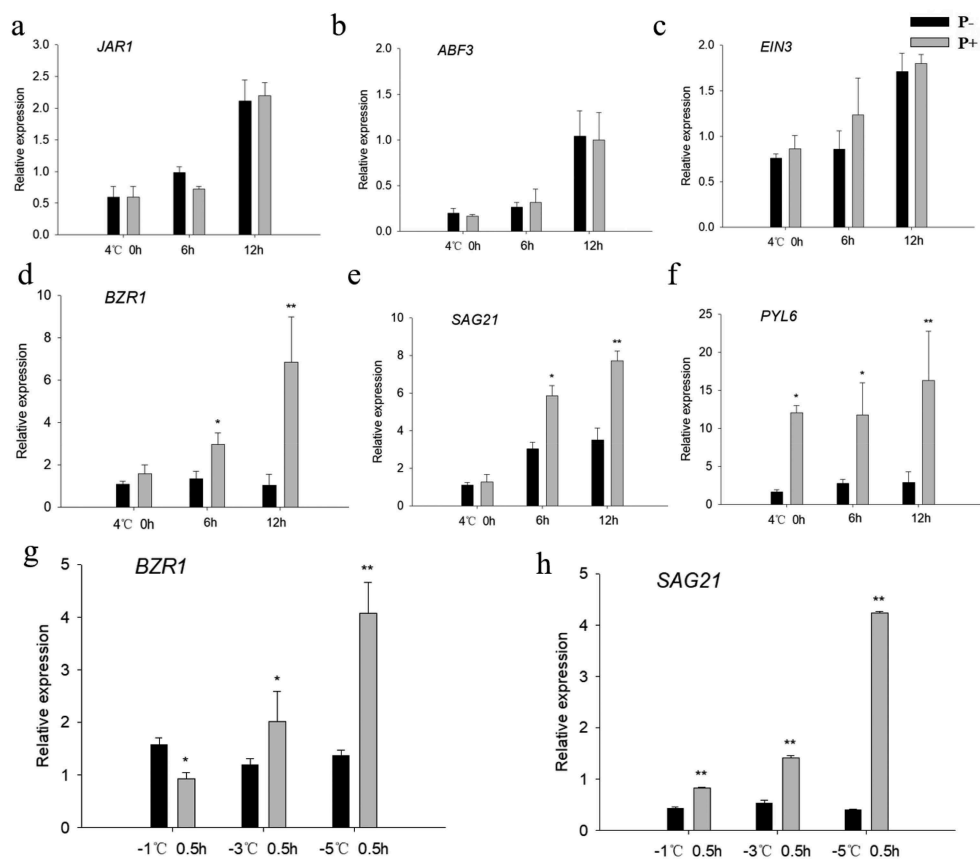 a
JAR1
Relative expression
3.0
2.5
2.0
1.5
1.0
0.5
0.0
4℃ 0h 6h 12h
b
ABF3
Relative expression
2.0
1.5
1.0
0.5
0.0
4℃ 0h 6h 12h
c
EIN3
P-
P+
Relative expression
2.0
1.5
1.0
0.5
0.0
4℃ 0h 6h 12h
d
BZR1
Relative expression
10
8
6
4
2
0
*
**
4℃ 0h 6h 12h
e
SAG21
Relative expression
10
8
6
4
2
0
*
**
4℃ 0h 6h 12h
f
PYL6
Relative expression
25
20
15
10
5
0
*
*
**
4℃ 0h 6h 12h
g
BZR1
Relative expression
5
4
3
2
1
0
*
*
**
-1℃ 0.5h -3℃ 0.5h -5℃ 0.5h
h
SAG21
Relative expression
5
4
3
2
1
0
**
**
**
-1℃ 0.5h -3℃ 0.5h -5℃ 0.5h